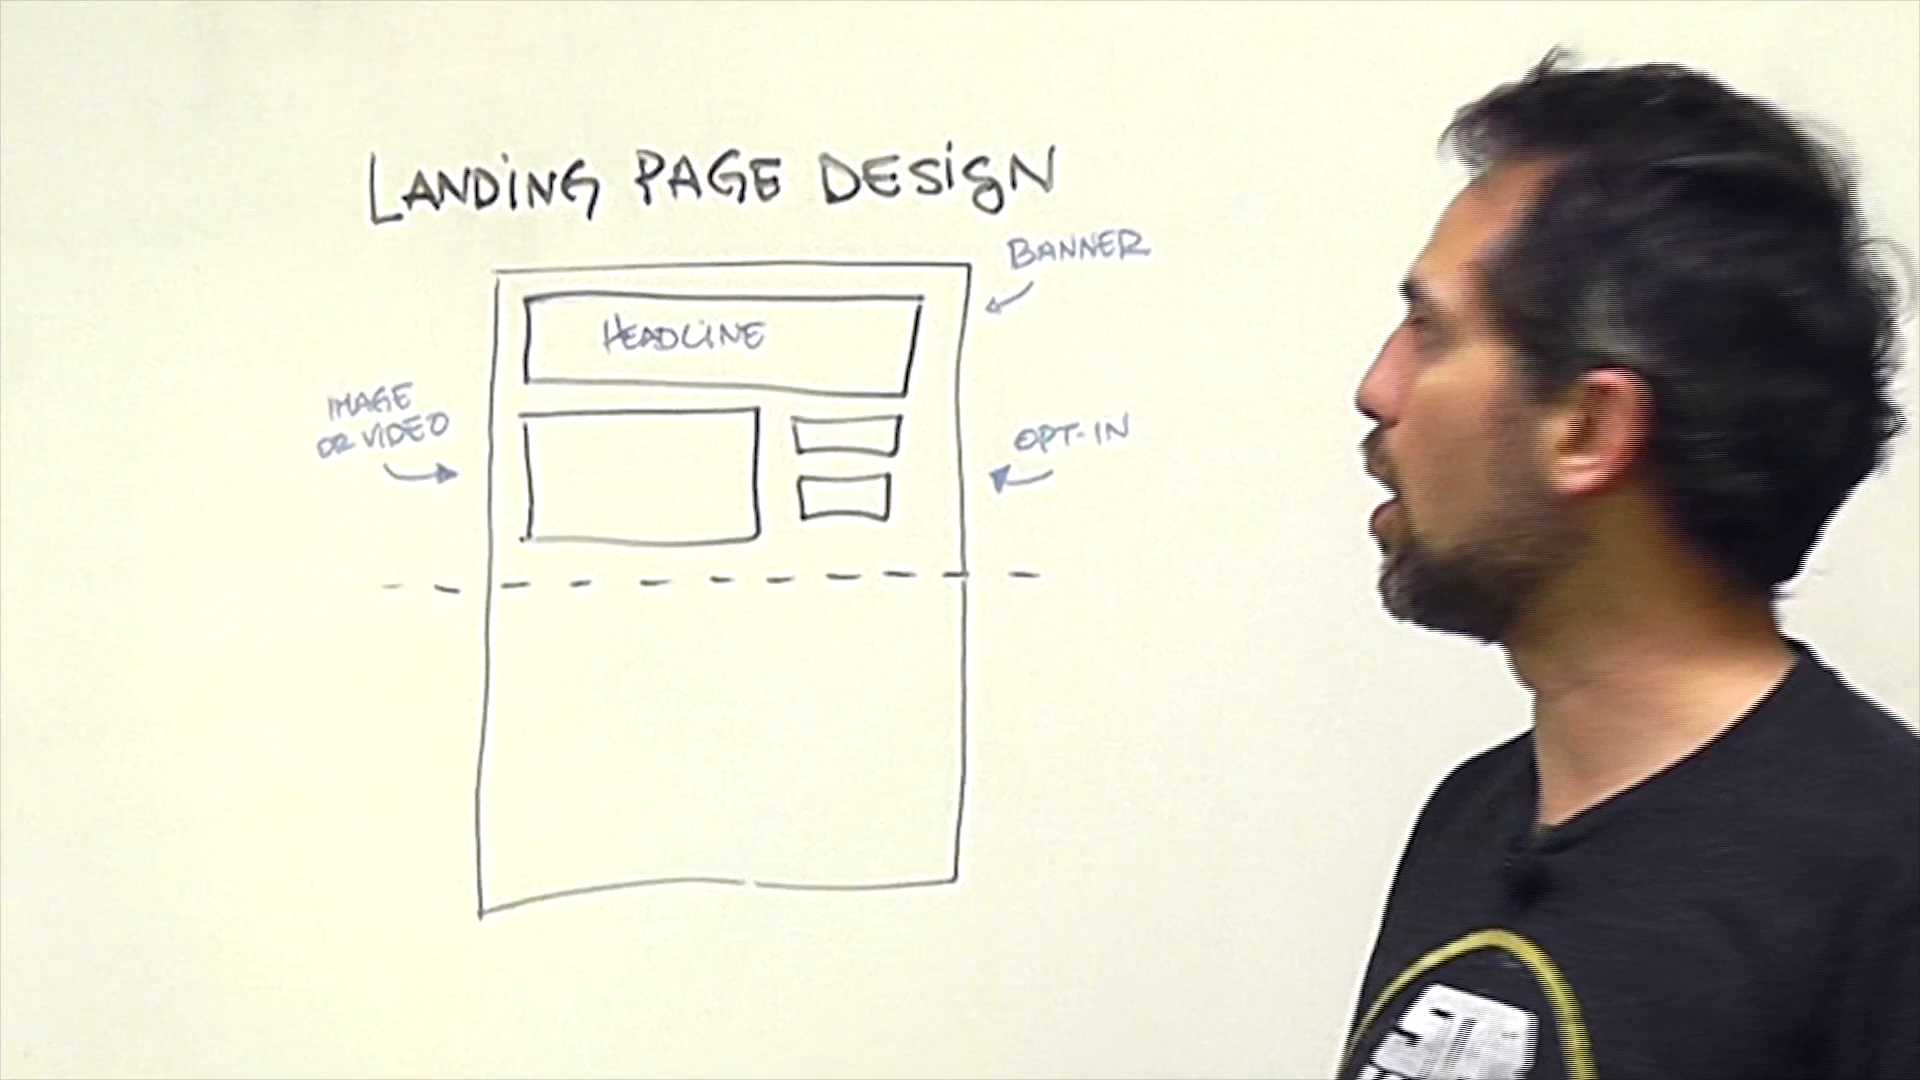 LANDING PAGE DESIGN
BANNER
HEADLINE
IMAGE
OR VIDEO
OPT-IN